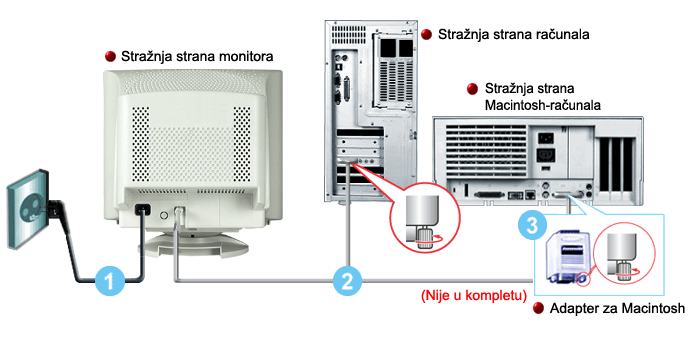 Stražnja strana monitora
Stražnja strana računala
Stražnja strana
Macintosh-računala
1
2
3
(Nije u kompletu)
Adapter za Macintosh